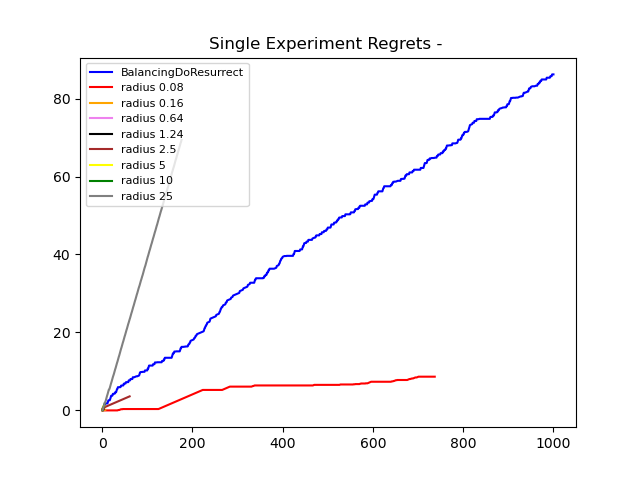 Single Experiment Regrets -
BalancingDoResurrect
radius 0.08
radius 0.16
radius 0.64
radius 1.24
radius 2.5
radius 5
radius 10
radius 25
80
60
40
20
0
0 200 400 600 800 1000